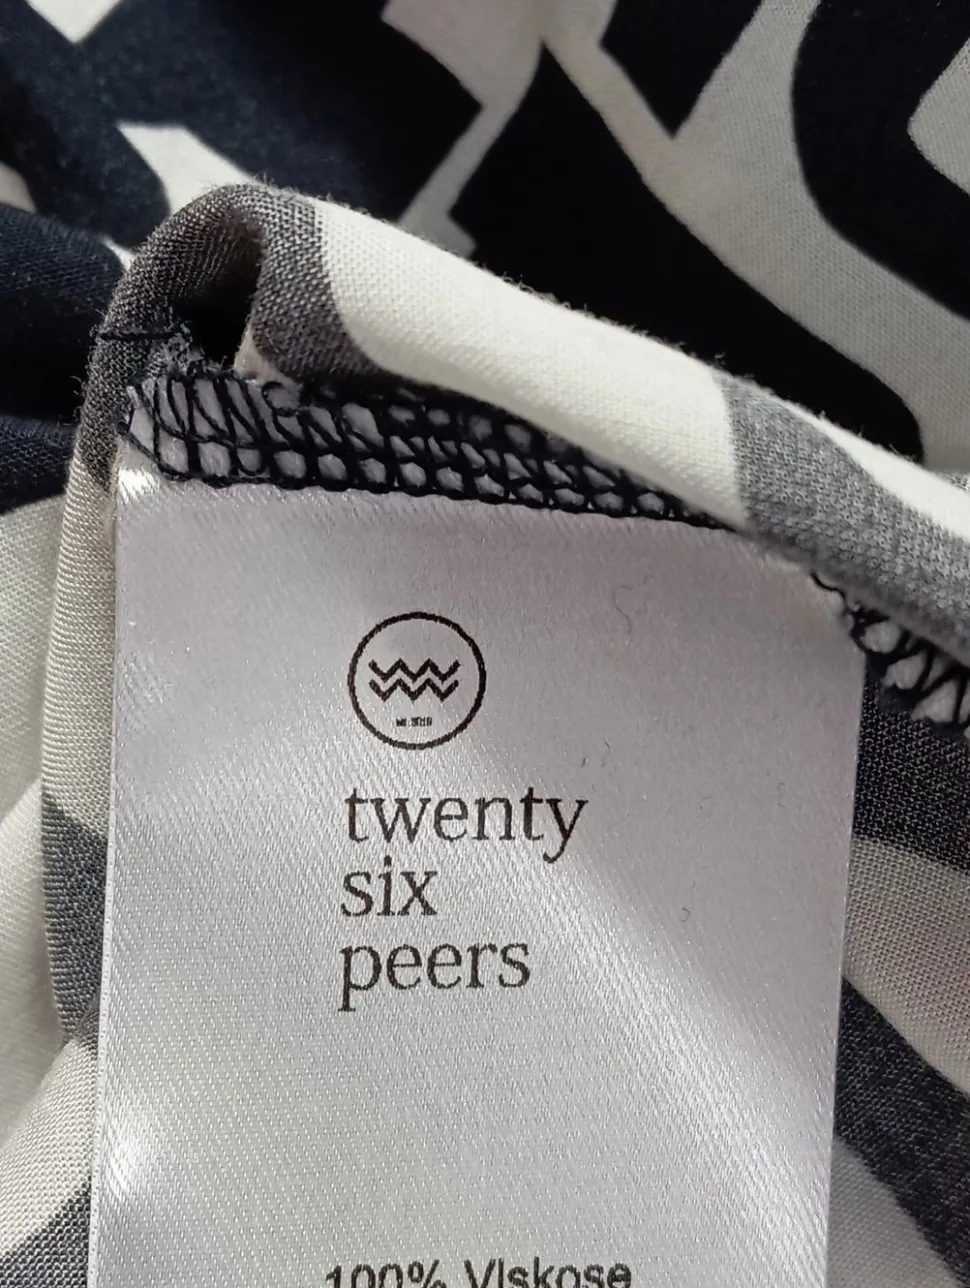 twenty
six
peers
100% Viskose